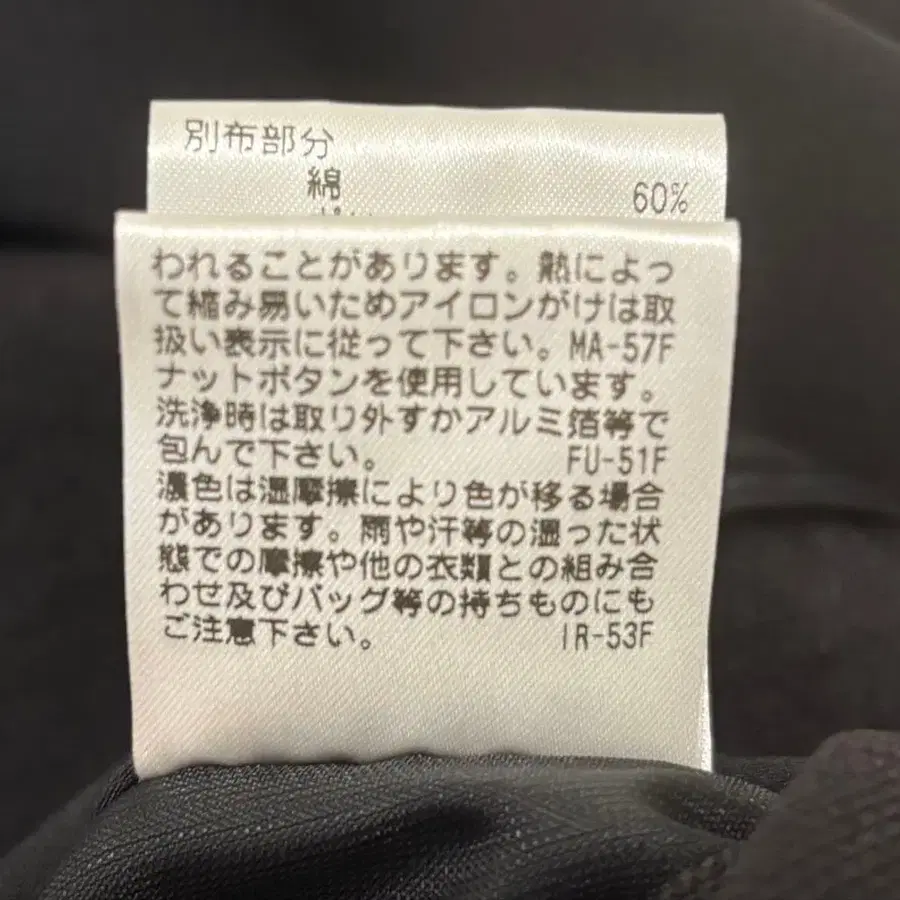 別布部分
綿 60%
われることがあります。熱によっ
て縮み易いためアイロンがけは取
扱い表示に従って下さい。MA-57F
ナットボタンを使用しています。
洗浄時は取り外すかアルミ箔等で
包んで下さい。 FU-51F
濃色は湿摩擦により色が移る場合
があります。雨や汗等の湿った状
態での摩擦や他の衣類との組み合
わせ及びバッグ等の持ちものにも
ご注意下さい。 IR-53F